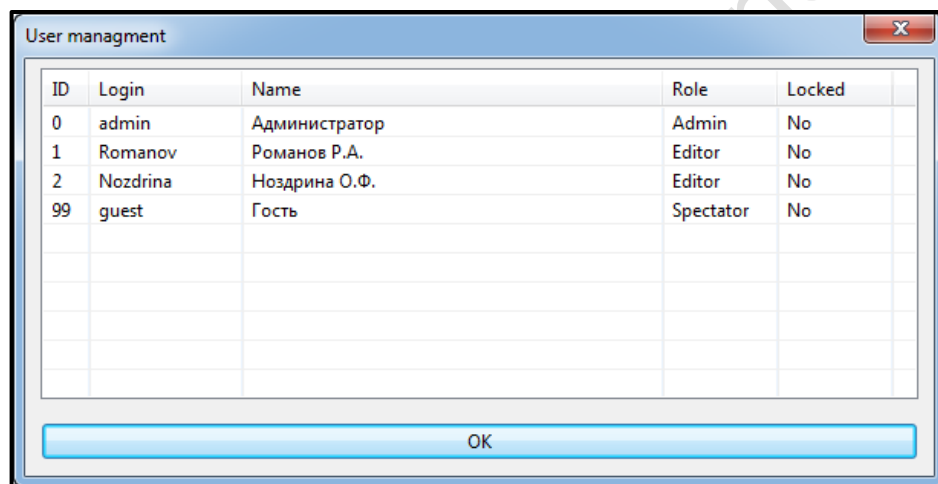 User managment
ID Login Name Role Locked
0 admin Администратор Admin No
1 Romanov Романов Р.А. Editor No
2 Nozdrina Ноздрина О.Ф. Editor No
99 guest Гость Spectator No
OK